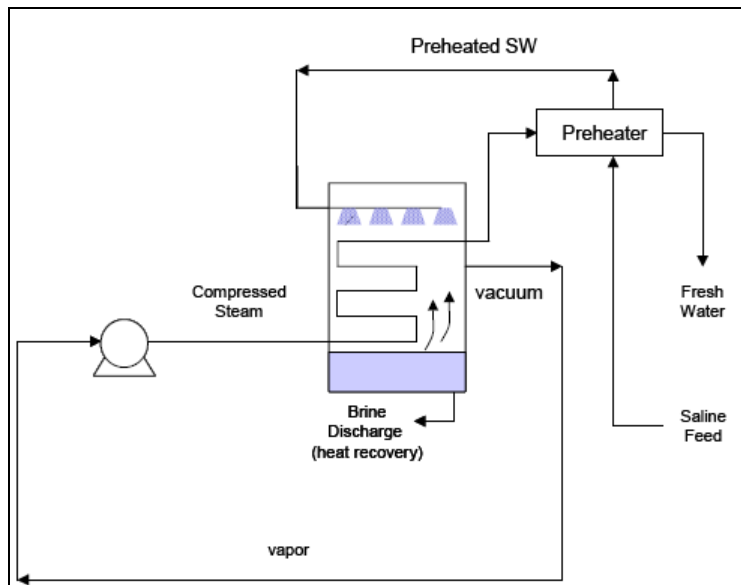 Preheated SW
Preheater
Compressed
Steam
vacuum
Fresh
Water
Brine
Discharge
(heat recovery)
Saline
Feed
vapor